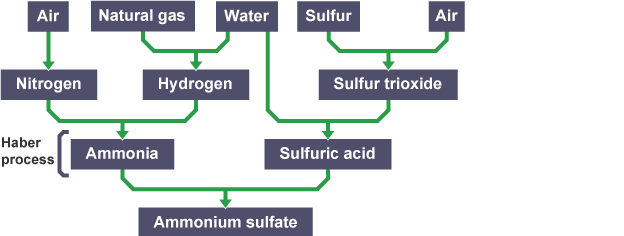 Air
Natural gas
Water
Sulfur
Air
Nitrogen
Hydrogen
Sulfur trioxide
Haber
process
Ammonia
Sulfuric acid
Ammonium sulfate